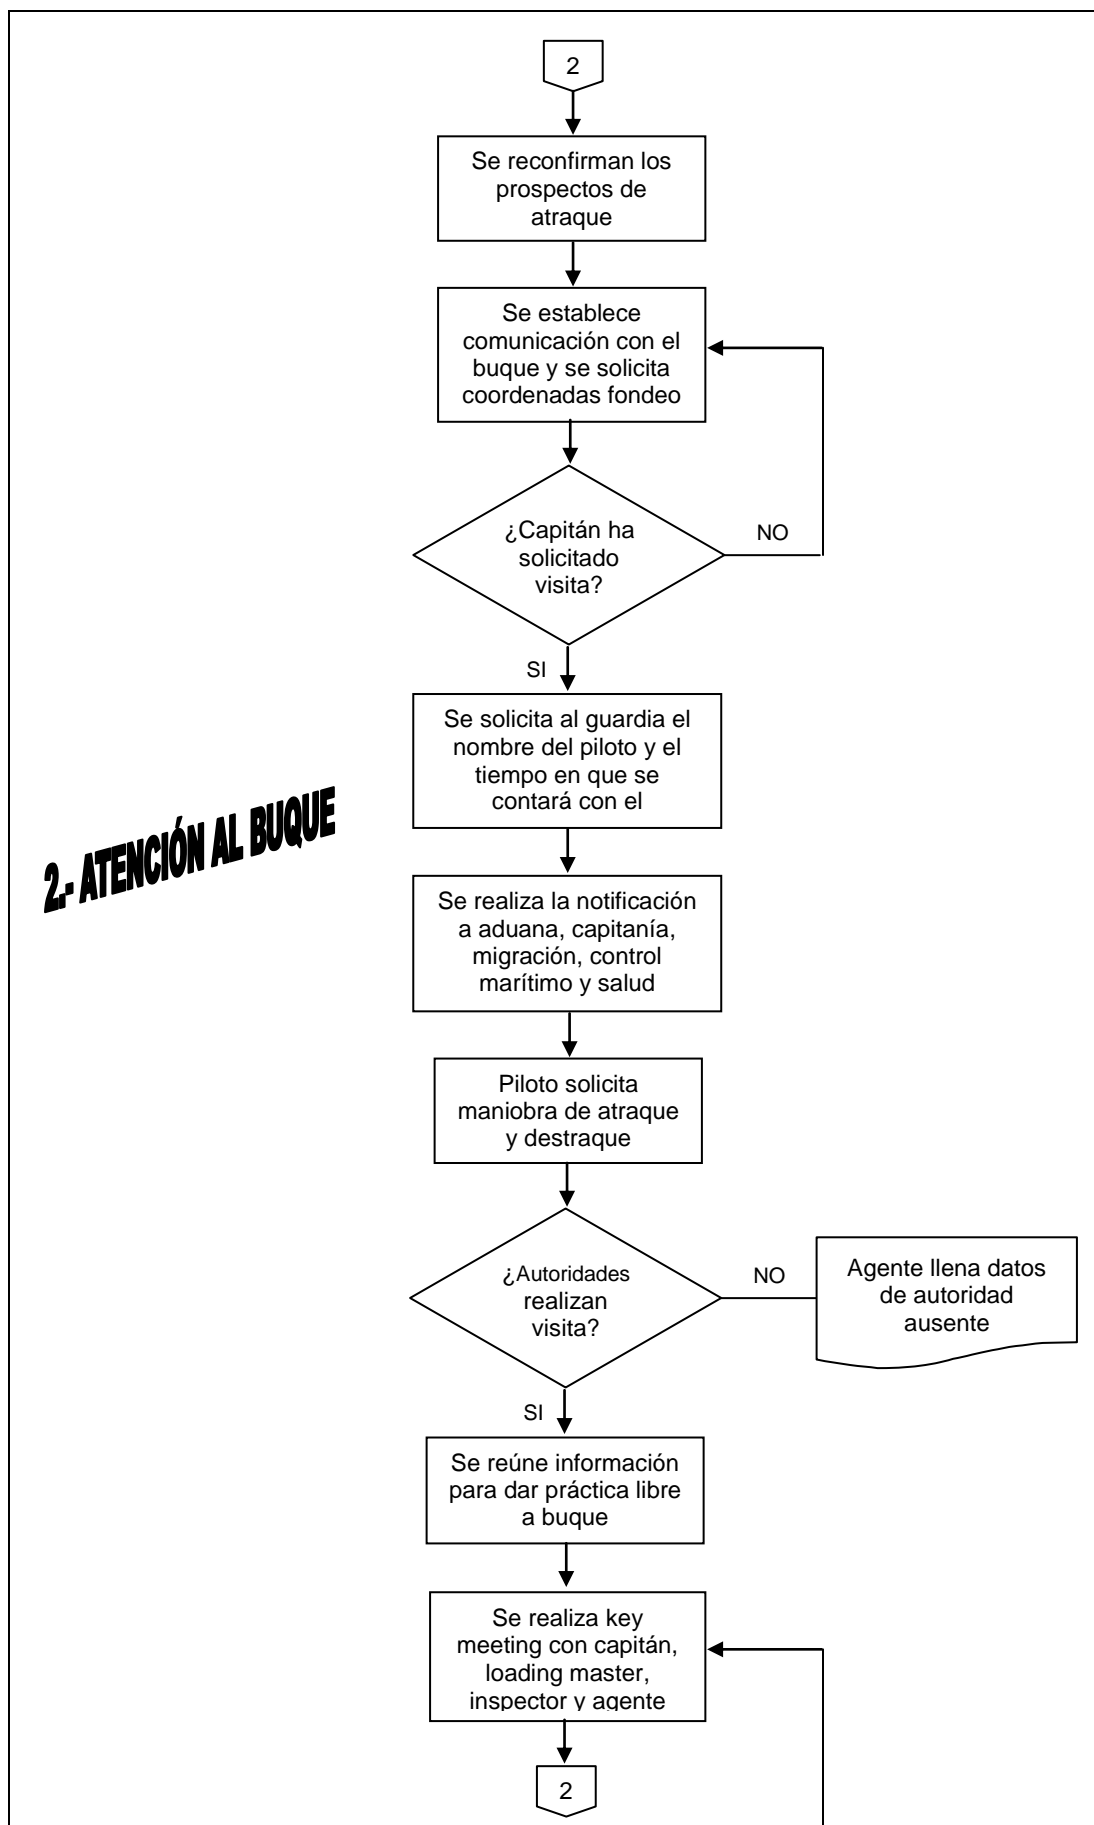 2
Se reconfirman los
prospectos de
atraque
Se establece
comunicación con el
buque y se solicita
coordenadas fondeo
¿Capitán ha
solicitado
visita?
NO
SI
Se solicita al guardia el
nombre del piloto y el
tiempo en que se
contará con el
2.- ATENCIÓN AL BUQUE
Se realiza la notificación
a aduana, capitanía,
migración, control
marítimo y salud
Piloto solicita
maniobra de atraque
y destraque
¿Autoridades
realizan
visita?
NO
Agente llena datos
de autoridad
ausente
SI
Se reúne información
para dar práctica libre
a buque
Se realiza key
meeting con capitán,
loading master,
inspector y agente
2